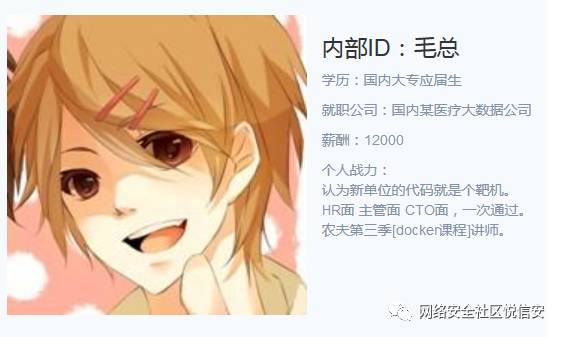 内部ID：毛总
学历：国内大专应届生
就职公司：国内某医疗大数据公司
薪酬：12000
个人战力：
认为新单位的代码就是个靶机。
HR面 主管面 CTO面，一次通过。
农夫第三季[docker课程]讲师。
网络安全社区悦信安